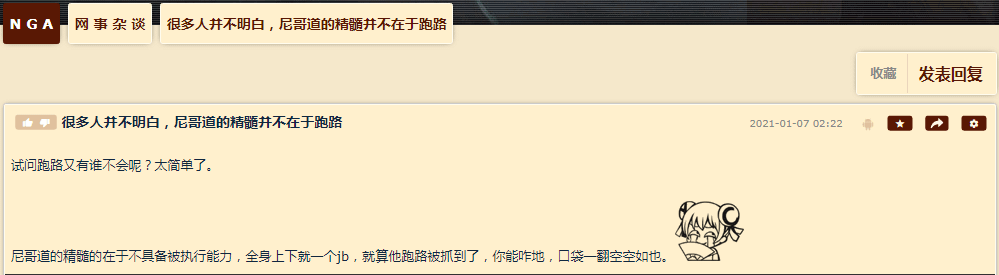 NGA 网事杂谈 很多人并不明白，尼哥道的精髓并不在于跑路
收藏 发表回复
很多人并不明白，尼哥道的精髓并不在于跑路 2021-01-07 02:22
试问跑路又有谁不会呢？太简单了。
尼哥道的精髓的在于不具备被执行能力，全身上下就一个jb，就算他跑路被抓到了，你能咋地，口袋一翻空空如也。